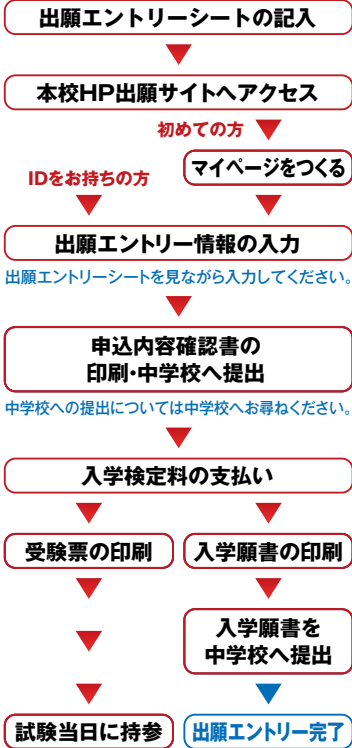 出願エントリーシートの記入
本校HP出願サイトへアクセス
初めての方
IDをお持ちの方
マイページをつくる
出願エントリー情報の入力
出願エントリーシートを見ながら入力してください。
申込内容確認書の
印刷・中学校へ提出
中学校への提出については中学校へお尋ねください。
入学検定料の支払い
受験票の印刷
入学願書の印刷
入学願書を
中学校へ提出
試験当日に持参
出願エントリー完了